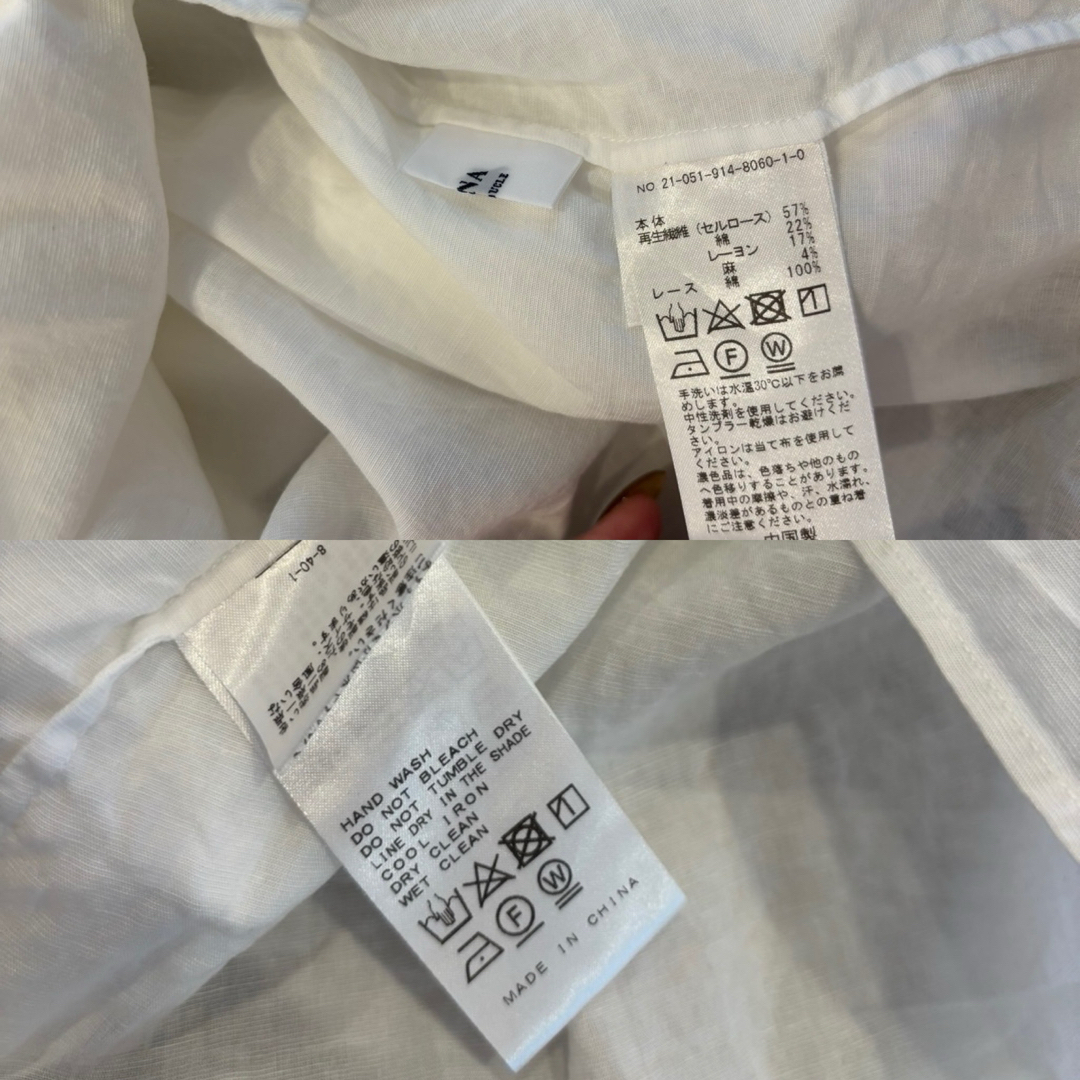 NO. 21-051-914-8060-1-0
本体
再生繊維（セルロース） 57%
綿 22%
レーヨン 17%
麻 4%
レース 綿 100%
F W
手洗いは水温30℃以下をお薦
めします。
中性洗剤を使用してください。
タンブラー乾燥はお避けくだ
さい。
アイロンは当て布を使用して
ください。
濃色品は、色落ちや他のもの
へ色移りすることがあります。
着用中の摩擦や、汗、水濡れ、
濃淡差があるものとの重ね着
にご注意ください。
中国製
8-40-1
HAND WASH
DO NOT BLEACH
DO NOT TUMBLE DRY
LINE DRY IN THE SHADE
COOL IRON
DRY CLEAN
WET CLEAN
F W
MADE IN CHINA